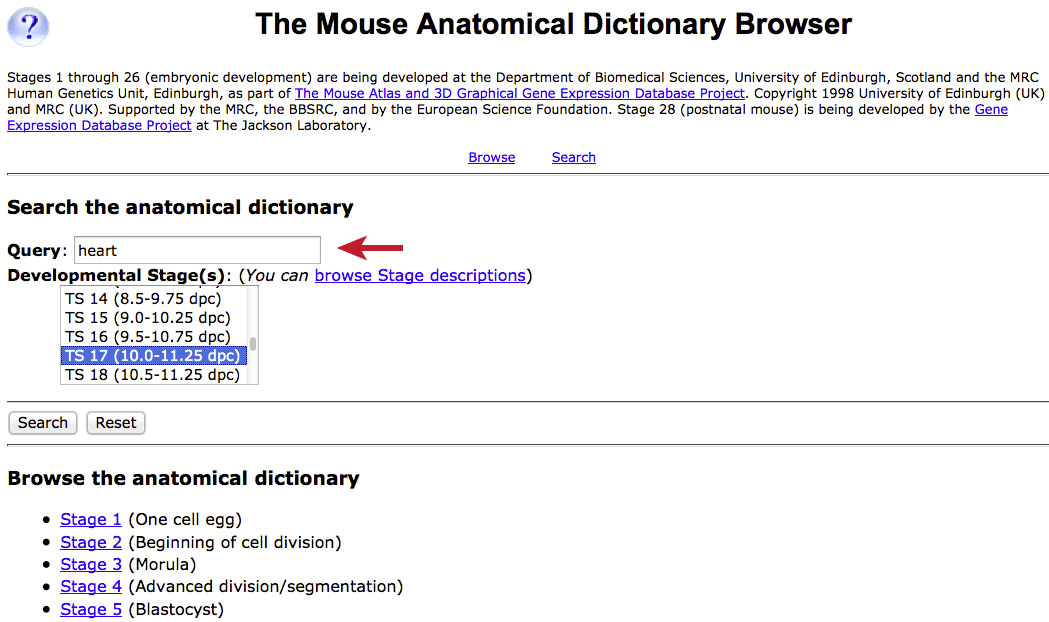 ?
The Mouse Anatomical Dictionary Browser
Stages 1 through 26 (embryonic development) are being developed at the Department of Biomedical Sciences, University of Edinburgh, Scotland and the MRC
Human Genetics Unit, Edinburgh, as part of The Mouse Atlas and 3D Graphical Gene Expression Database Project. Copyright 1998 University of Edinburgh (UK)
and MRC (UK). Supported by the MRC, the BBSRC, and by the European Science Foundation. Stage 28 (postnatal mouse) is being developed by the Gene
Expression Database Project at The Jackson Laboratory.
Browse Search
Search the anatomical dictionary
Query: heart
Developmental Stage(s): (You can browse Stage descriptions)
TS 14 (8.5-9.75 dpc)
TS 15 (9.0-10.25 dpc)
TS 16 (9.5-10.75 dpc)
TS 17 (10.0-11.25 dpc)
TS 18 (10.5-11.25 dpc)
Search Reset
Browse the anatomical dictionary
• Stage 1 (One cell egg)
• Stage 2 (Beginning of cell division)
• Stage 3 (Morula)
• Stage 4 (Advanced division/segmentation)
• Stage 5 (Blastocyst)